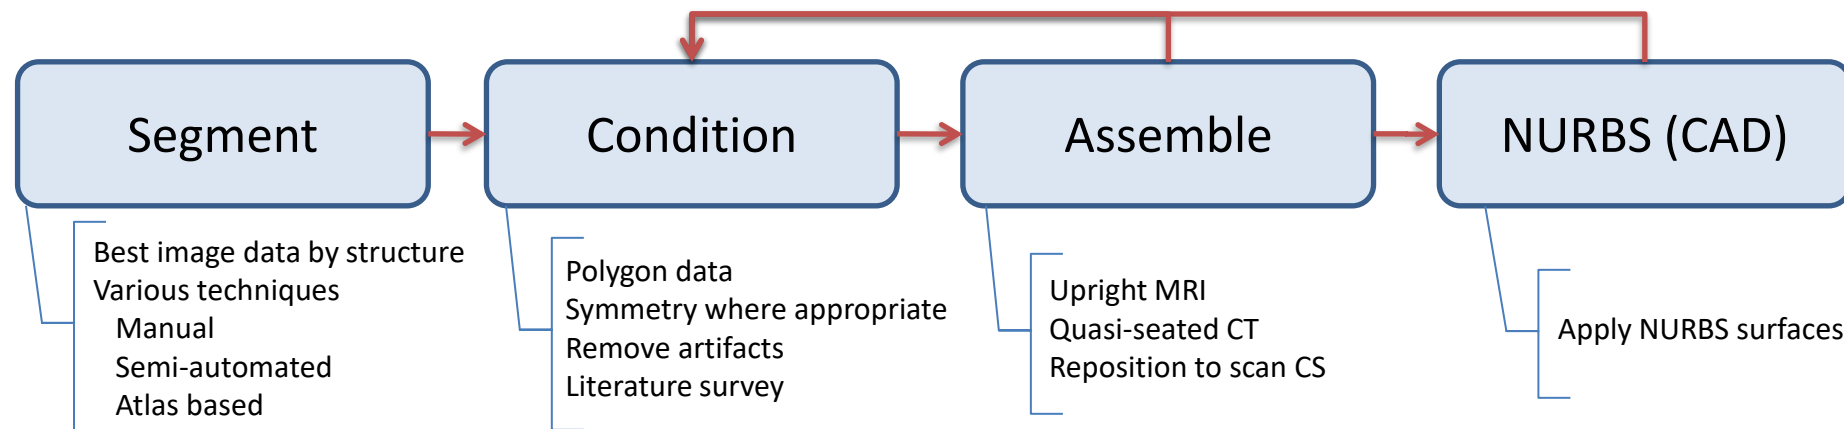 Segment
Best image data by structure
Various techniques
Manual
Semi-automated
Atlas based
Condition
Polygon data
Symmetry where appropriate
Remove artifacts
Literature survey
Assemble
Upright MRI
Quasi-seated CT
Reposition to scan CS
NURBS (CAD)
Apply NURBS surfaces